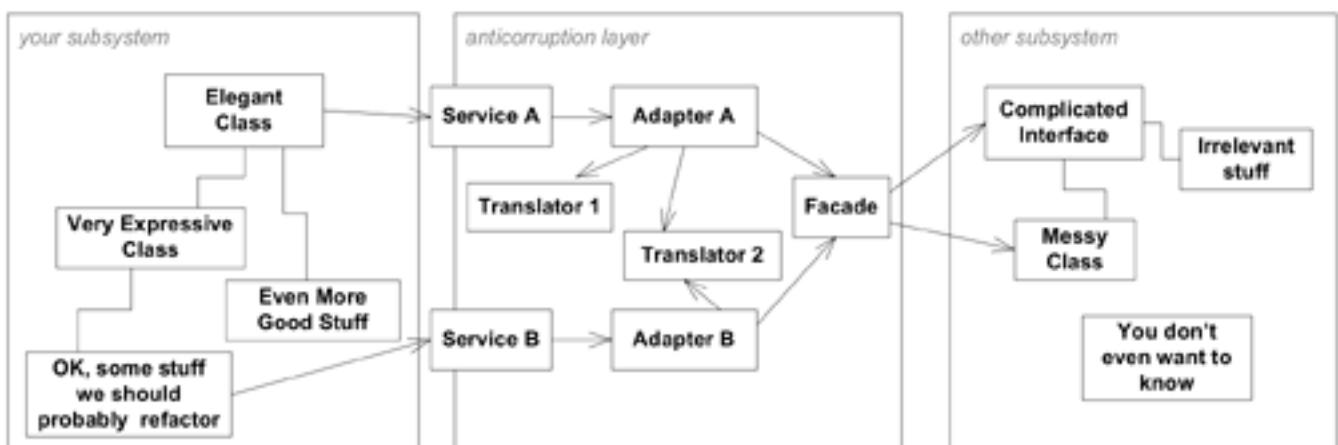 your subsystem
Elegant
Class
Very Expressive
Class
Even More
Good Stuff
OK, some stuff
we should
probably refactor
anticorruption layer
Service A
Adapter A
Translator 1
Translator 2
Facade
Service B
Adapter B
other subsystem
Complicated
Interface
Irrelevant
stuff
Messy
Class
You don't
even want to
know